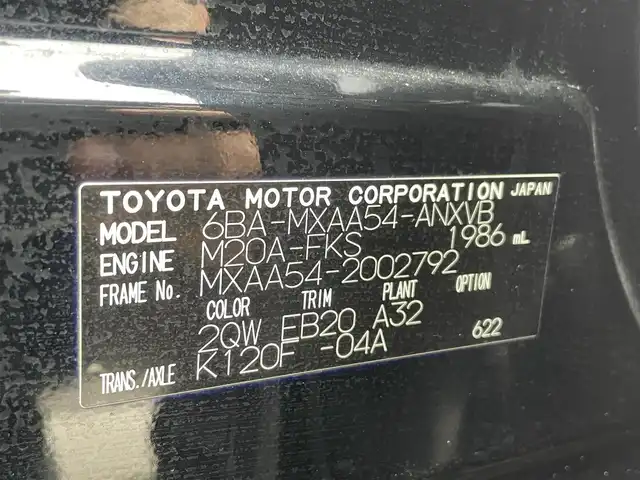 TOYOTA MOTOR CORPORATION JAPAN
MODEL 6BA-MXAA54-ANXVB
ENGINE M20A-FKS 1986 mL
FRAME No. MXAA54-2002792
COLOR TRIM PLANT OPTION
2QW EB20 A32 622
TRANS./AXLE K120F -04A